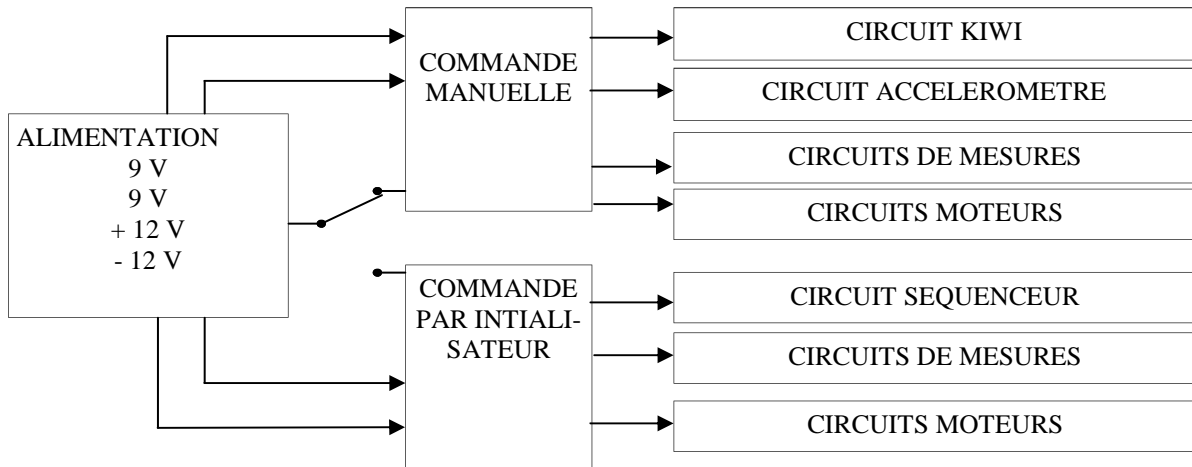 ALIMENTATION
9 V
9 V
+ 12 V
- 12 V
COMMANDE
MANUELLE
CIRCUIT KIWI
CIRCUIT ACCELEROMETRE
CIRCUITS DE MESURES
CIRCUITS MOTEURS
COMMANDE
PAR INTIALI-
SATEUR
CIRCUIT SEQUENCEUR
CIRCUITS DE MESURES
CIRCUITS MOTEURS